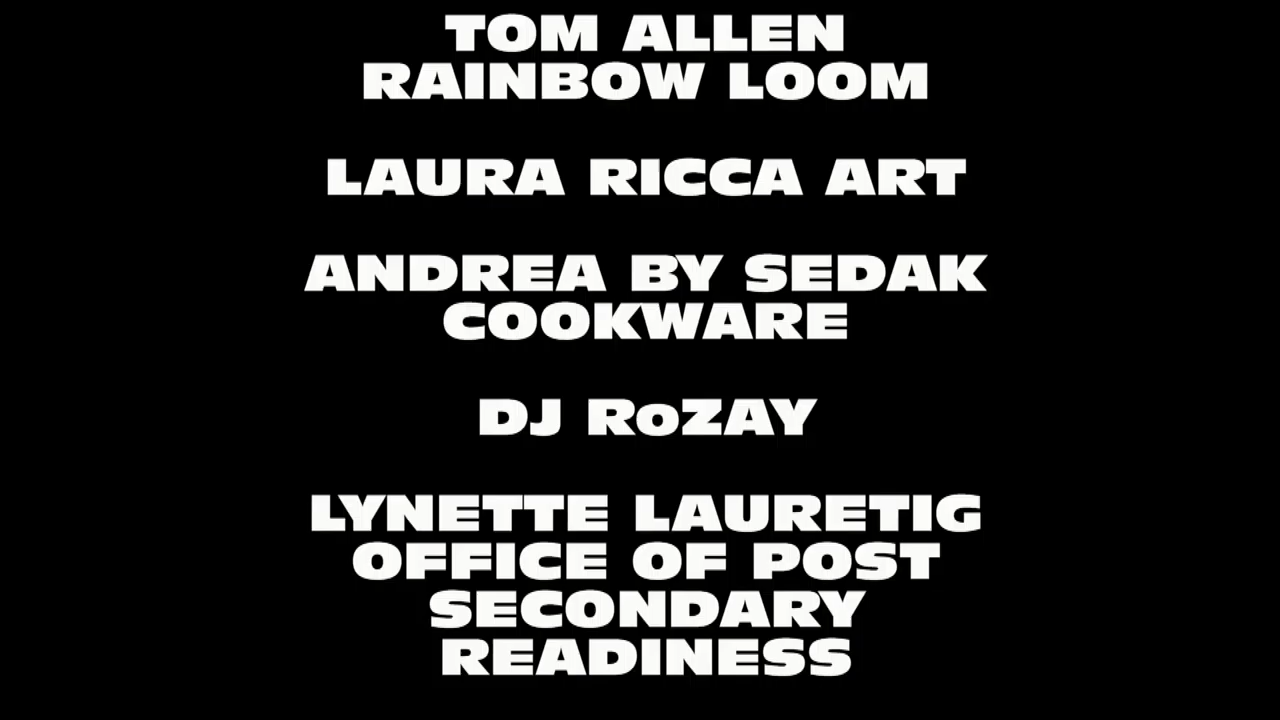 TOM ALLEN
RAINBOW LOOM
LAURA RICCA ART
ANDREA BY SEDAK
COOKWARE
DJ RoZAY
LYNETTE LAURETIG
OFFICE OF POST
SECONDARY
READINESS